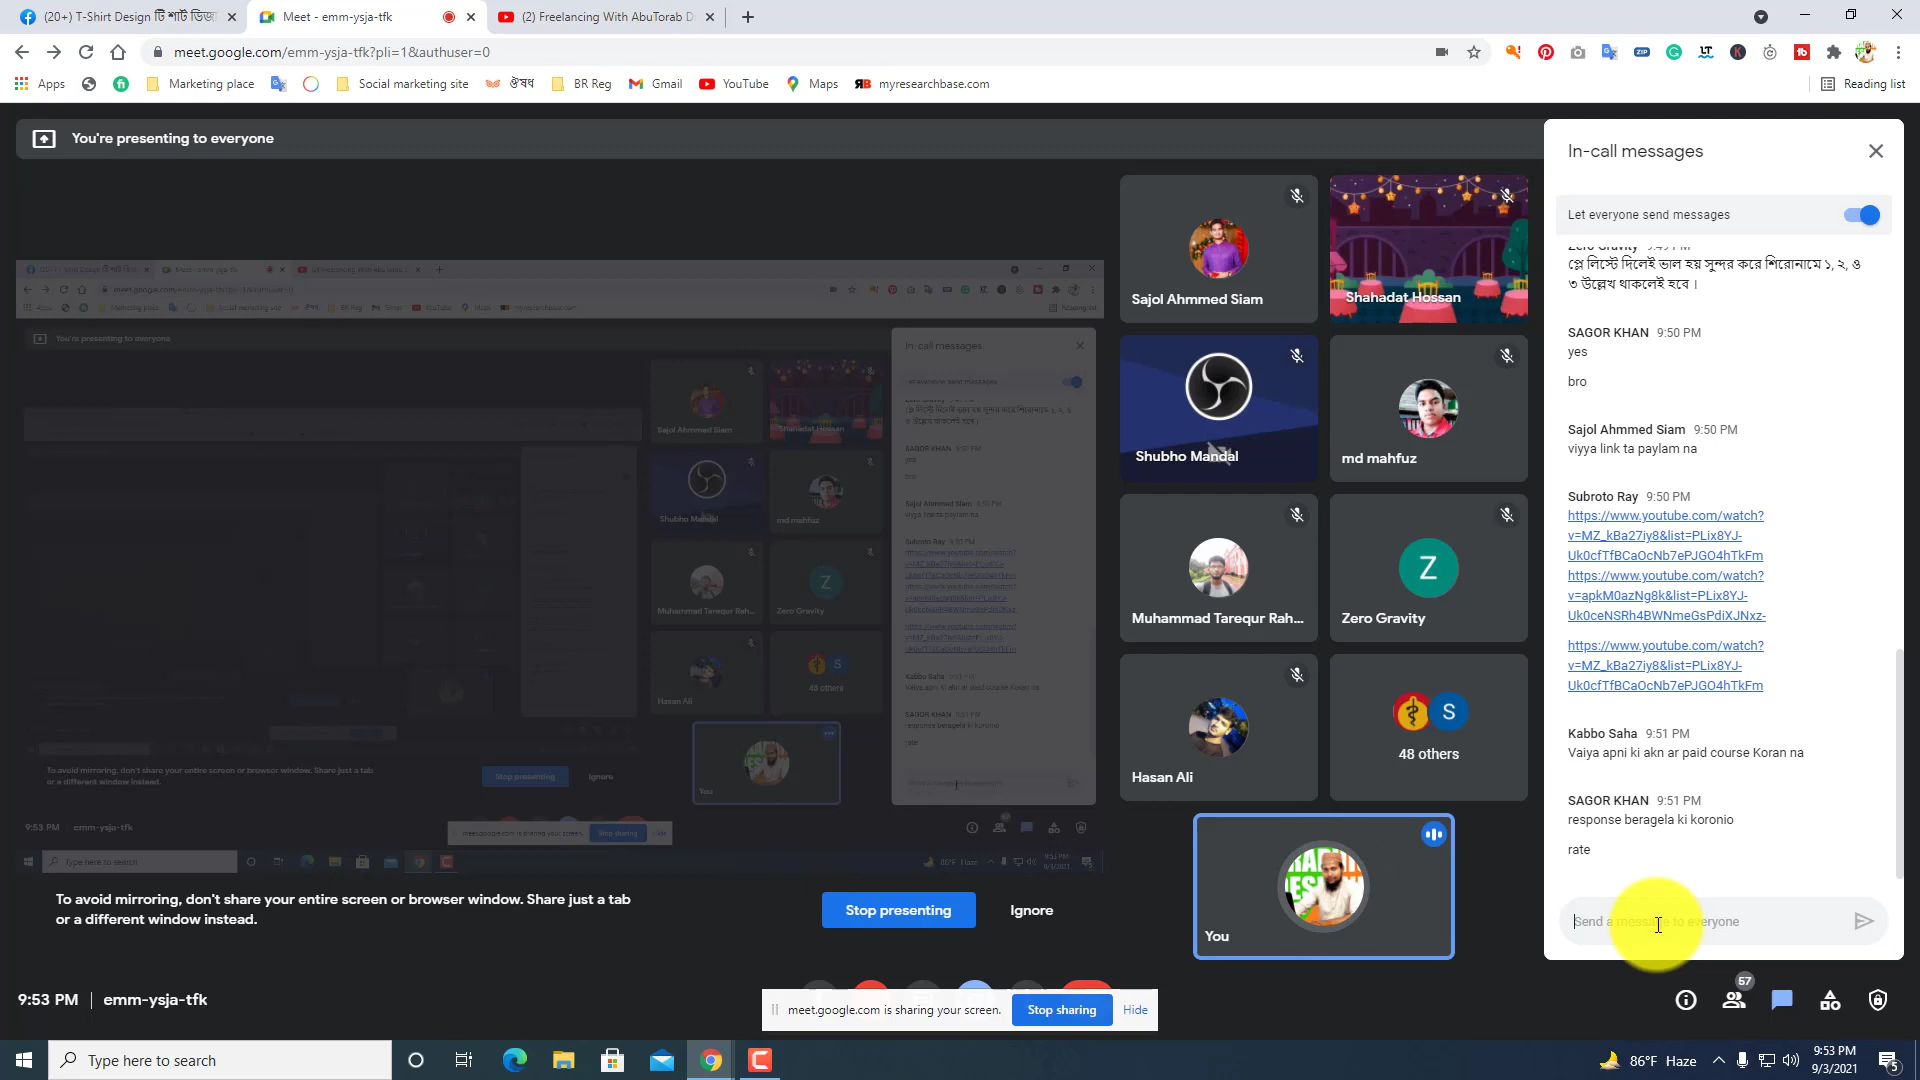 (20+) T-Shirt Design টি শার্ট ডিজা
Meet - emm-ysja-tfk
(2) Freelancing With AbuTorab D
meet.google.com/emm-ysja-tfk?pli=1&authuser=0
Apps
Marketing place
Social marketing site
ঔষধ
BR Reg
Gmail
YouTube
Maps
myresearchbase.com
Reading list
You're presenting to everyone
In-call messages
Let everyone send messages
Zero Gravity 9:49 PM
প্লে লিস্টে দিলেই ভাল হয় সুন্দর করে শিরোনামে ১, ২, ও
৩ উল্লেখ থাকলেই হবে ।
SAGOR KHAN 9:50 PM
yes
bro
Sajol Ahmmed Siam 9:50 PM
viyya link ta paylam na
Subroto Ray 9:50 PM
https://www.youtube.com/watch?
v=MZ_kBa27iy8&list=PLix8YJ-
Uk0cfTfBCaOcNb7ePJGO4hTkFm
https://www.youtube.com/watch?
v=apkM0azNg8k&list=PLix8YJ-
Uk0ceNSRh4BWNmeGsPdiXJNxz-
https://www.youtube.com/watch?
v=MZ_kBa27iy8&list=PLix8YJ-
Uk0cfTfBCaOcNb7ePJGO4hTkFm
Kabbo Saha 9:51 PM
Vaiya apni ki akn ar paid course Koran na
SAGOR KHAN 9:51 PM
response beragela ki koronio
rate
Send a message to everyone
Sajol Ahmmed Siam
Shahadat Hossan
Shubho Mandal
md mahfuz
Muhammad Tarequr Rah...
Z
Zero Gravity
Hasan Ali
S
48 others
You
To avoid mirroring, don't share your entire screen or browser window. Share just a tab
or a different window instead.
Stop presenting
Ignore
9:53 PM | emm-ysja-tfk
meet.google.com is sharing your screen.
Stop sharing
Hide
57
Type here to search
86°F Haze
9:53 PM
9/3/2021
5